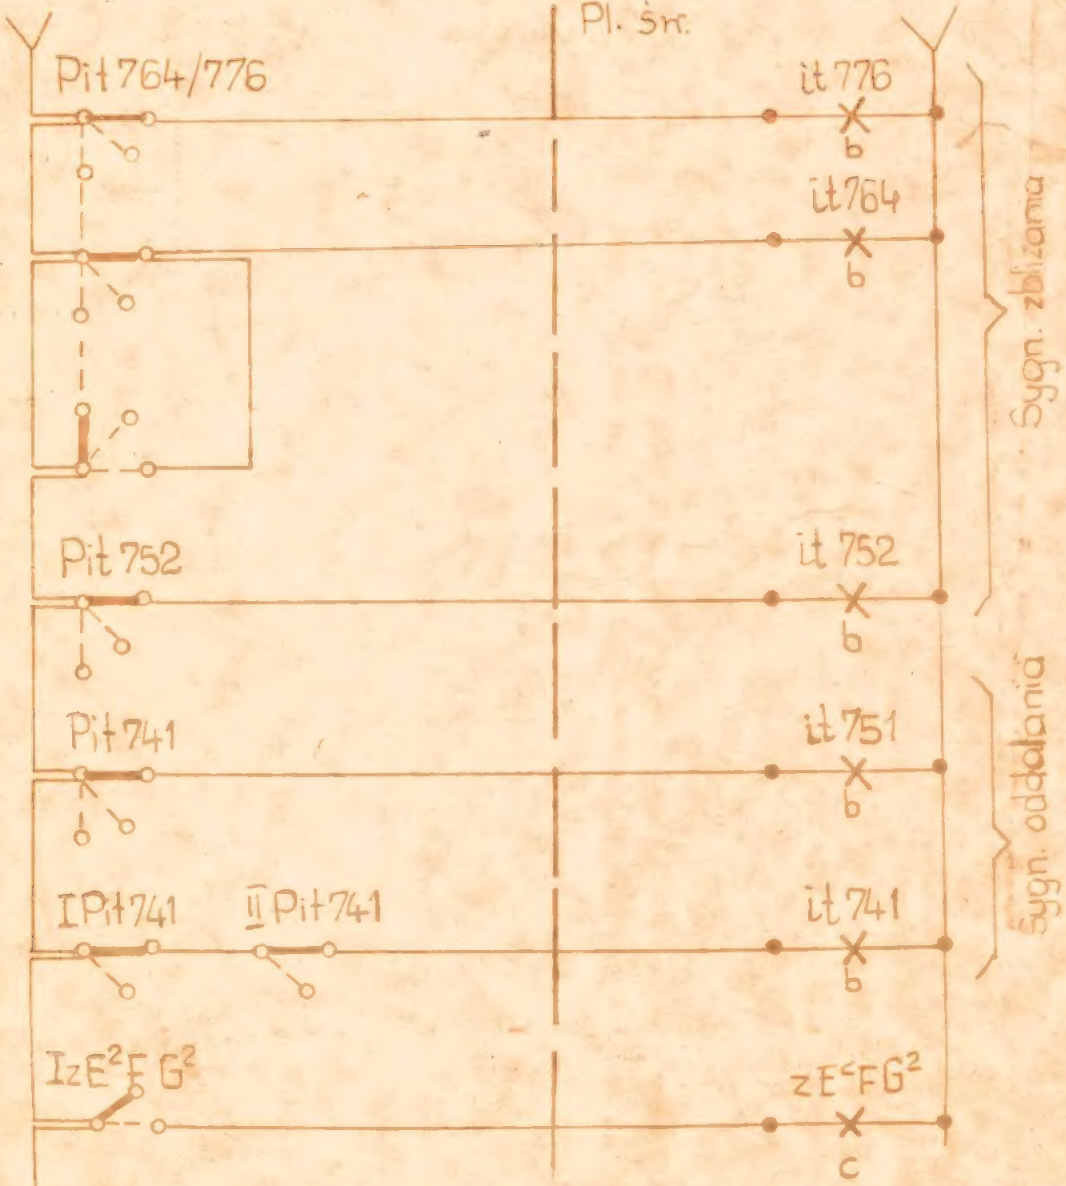 Pl. Św.
Pit 764/776
it 776
b
it 764
b
Sygn. zbliżania
Pit 752
it 752
b
Pit 741
it 751
b
Sygn. oddalania
I Pit 741
II Pit 741
it 741
b
IzE²FG²
zE²FG²
c